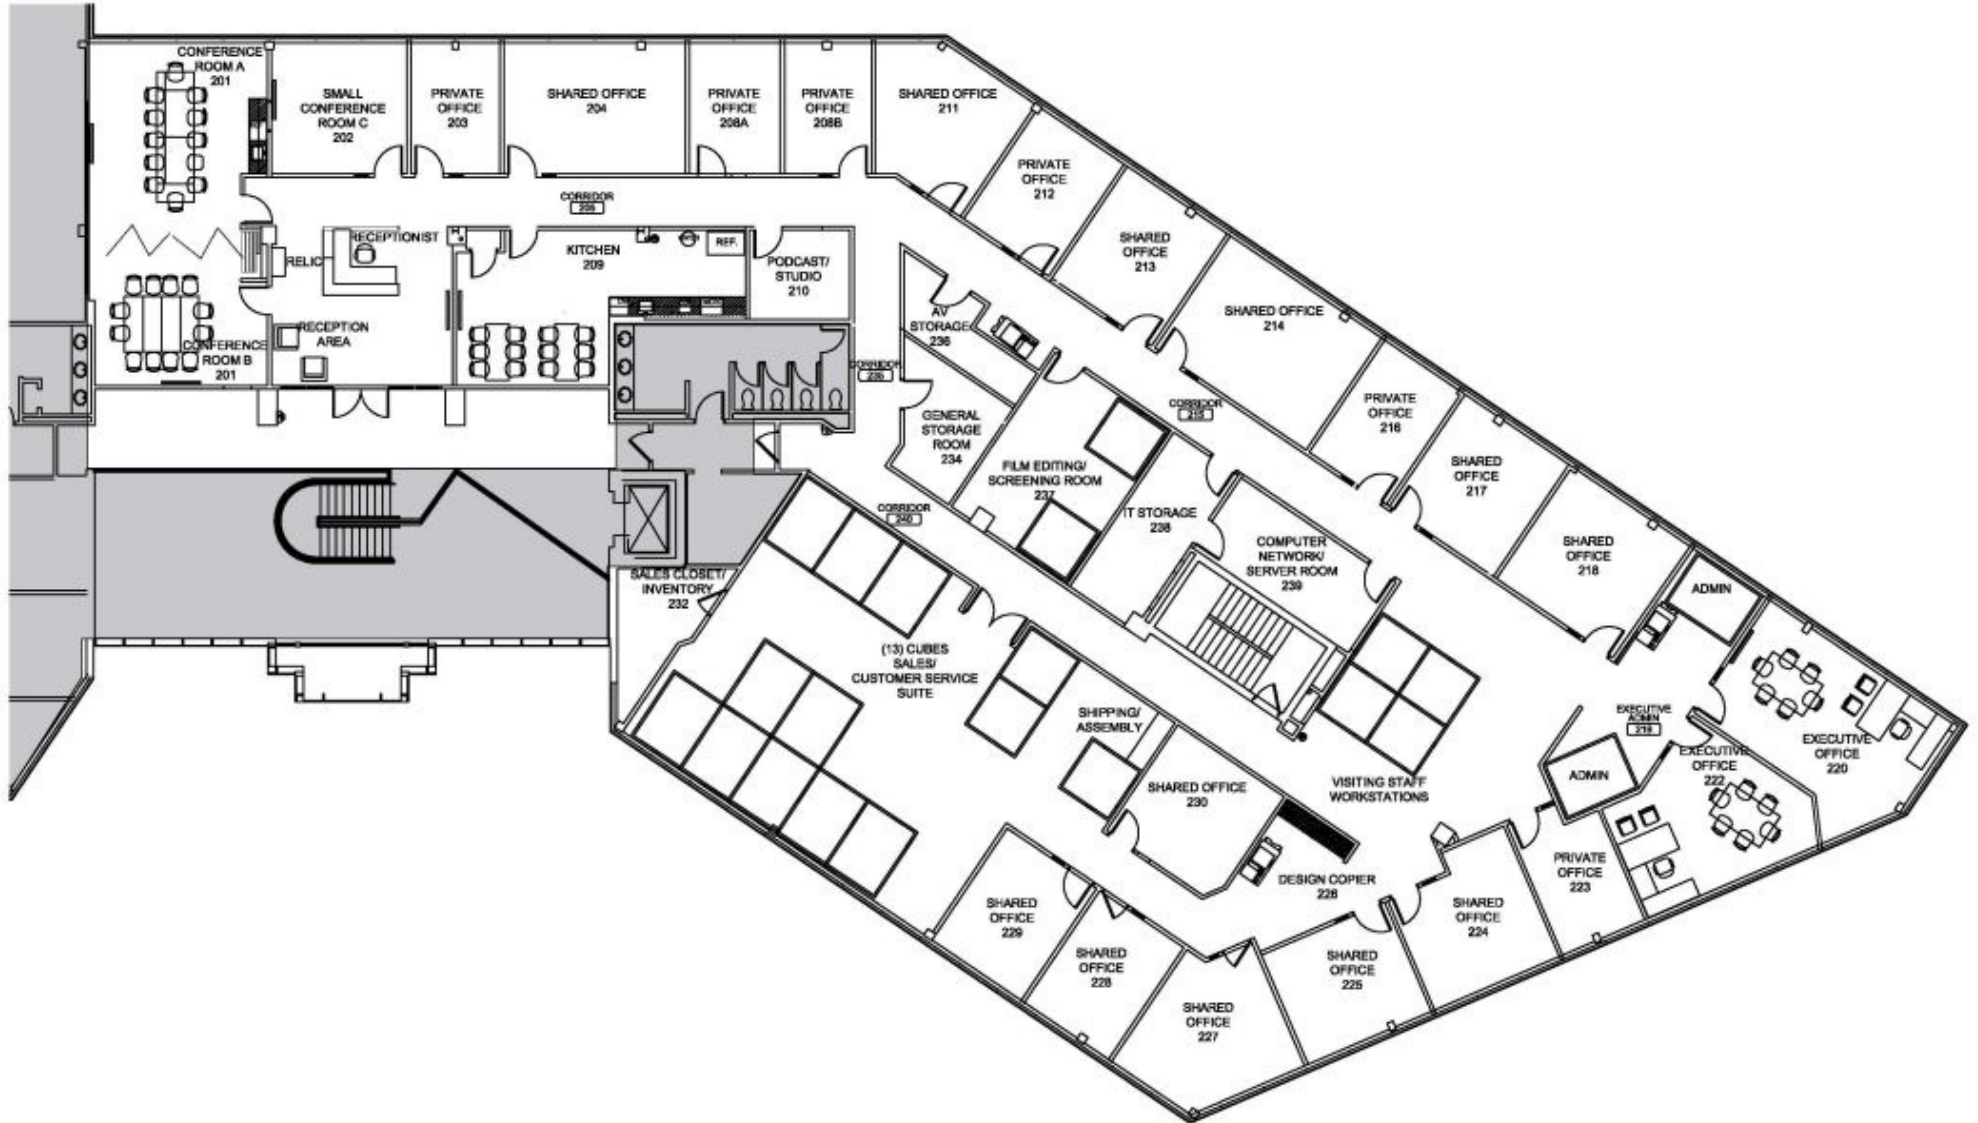 CONFERENCE
ROOM A
201
SMALL
CONFERENCE
ROOM C
202
PRIVATE
OFFICE
203
SHARED OFFICE
204
PRIVATE
OFFICE
208A
PRIVATE
OFFICE
208B
SHARED OFFICE
211
PRIVATE
OFFICE
212
SHARED
OFFICE
213
SHARED OFFICE
214
PRIVATE
OFFICE
216
SHARED
OFFICE
217
SHARED
OFFICE
218
CORRIDOR
RECEPTIONIST
RELIC
KITCHEN
209
REF.
PODCAST/
STUDIO
210
RECEPTION
AREA
CONFERENCE
ROOM B
201
CORRIDOR
AV
STORAGE
236
GENERAL
STORAGE
ROOM
234
CORRIDOR
215
FILM EDITING/
SCREENING ROOM
237
IT STORAGE
238
COMPUTER
NETWORK/
SERVER ROOM
239
CORRIDOR
240
SALES CLOSET/
INVENTORY
232
(13) CUBES
SALES/
CUSTOMER SERVICE
SUITE
SHIPPING/
ASSEMBLY
SHARED OFFICE
230
VISITING STAFF
WORKSTATIONS
ADMIN
EXECUTIVE
ADMIN
219
EXECUTIVE
OFFICE
220
EXECUTIVE
OFFICE
222
ADMIN
PRIVATE
OFFICE
223
DESIGN COPIER
226
SHARED
OFFICE
224
SHARED
OFFICE
225
SHARED
OFFICE
227
SHARED
OFFICE
228
SHARED
OFFICE
229